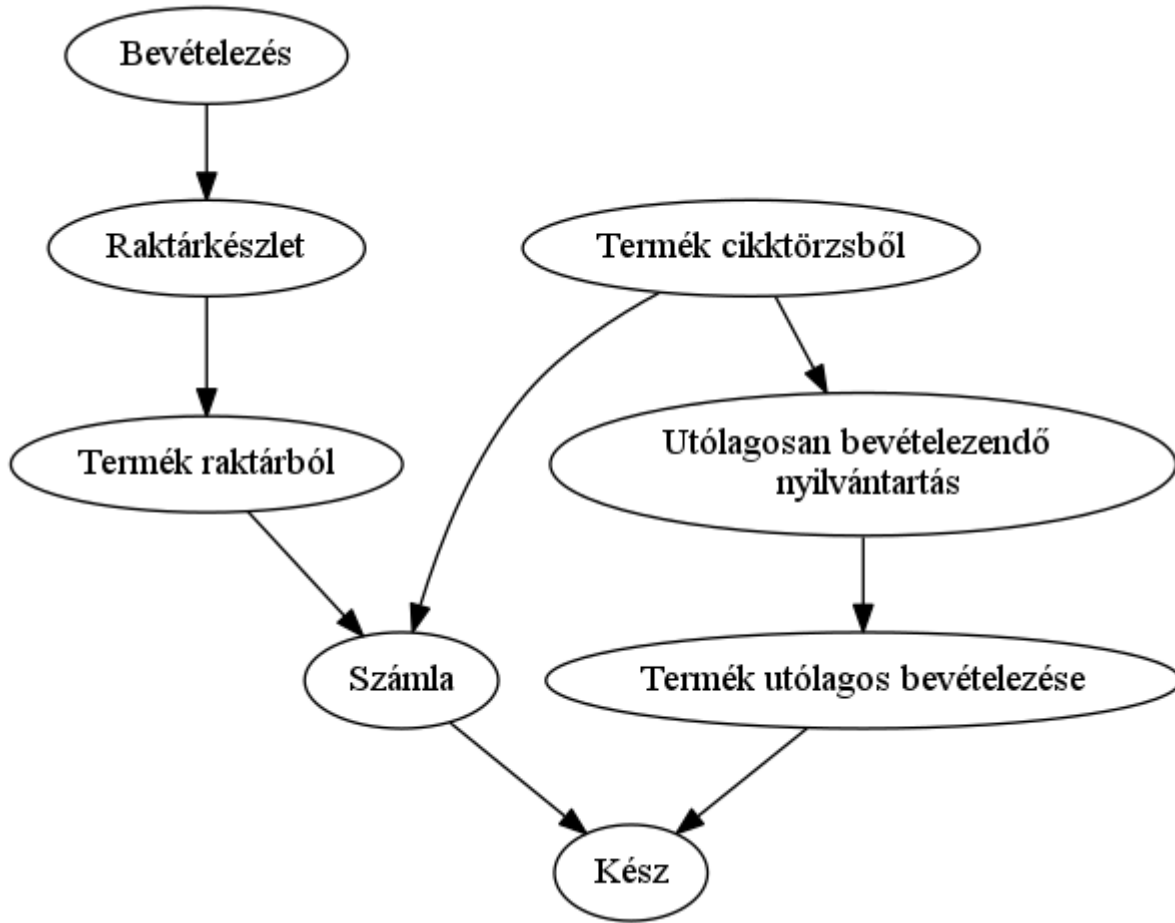 Bevételezés
Raktárkészlet
Termék cikktörzsből
Termék raktárból
Utólagosan bevételezendő
nyilvántartás
Számla
Termék utólagos bevételezése
Kész